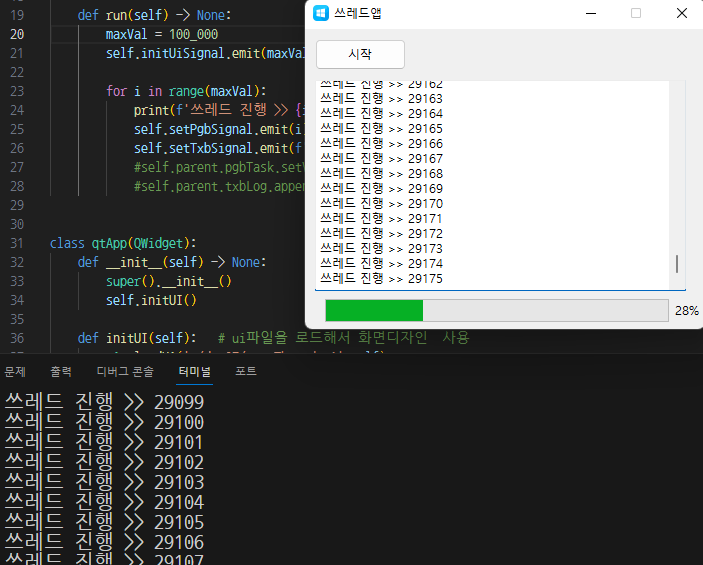 19 def run(self) -> None:
20 maxVal = 100_000
21 self.initUiSignal.emit(maxVal
22
23 for i in range(maxVal):
24 print(f'쓰레드 진행 >> {
25 self.setPgbSignal.emit(i
26 self.setTxbSignal.emit(f
27 #self.parent.pgbTask.set
28 #self.parent.txbLog.appen
29
30
31 class qtApp(QWidget):
32 def __init__(self) -> None:
33 super().__init__()
34 self.initUI()
35
36 def initUI(self): # ui파일을 로드해서 화면디자인 사용
쓰레드앱
시작
쓰레드 진행 >> 29162
쓰레드 진행 >> 29163
쓰레드 진행 >> 29164
쓰레드 진행 >> 29165
쓰레드 진행 >> 29166
쓰레드 진행 >> 29167
쓰레드 진행 >> 29168
쓰레드 진행 >> 29169
쓰레드 진행 >> 29170
쓰레드 진행 >> 29171
쓰레드 진행 >> 29172
쓰레드 진행 >> 29173
쓰레드 진행 >> 29174
쓰레드 진행 >> 29175
28%
문제 출력 디버그 콘솔 터미널 포트
쓰레드 진행 >> 29099
쓰레드 진행 >> 29100
쓰레드 진행 >> 29101
쓰레드 진행 >> 29102
쓰레드 진행 >> 29103
쓰레드 진행 >> 29104
쓰레드 진행 >> 29105
쓰레드 진행 >> 29106
쓰레드 진행 >> 29107